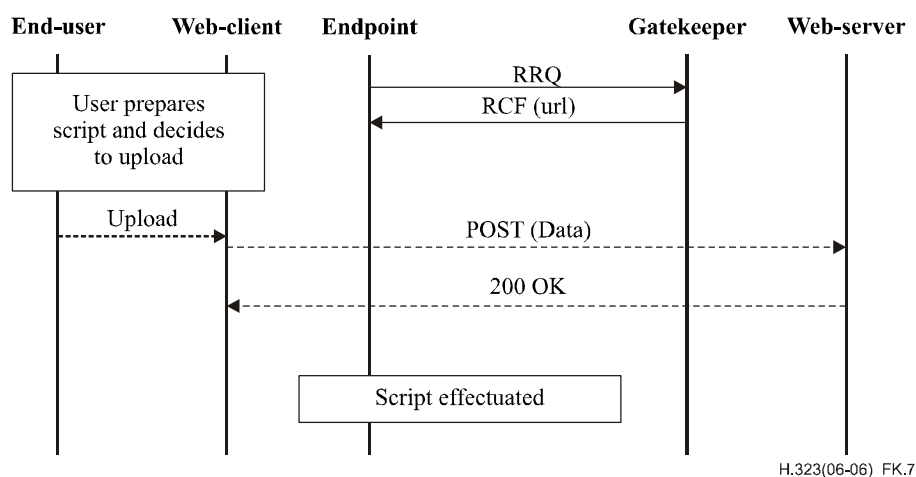 End-user Web-client Endpoint Gatekeeper Web-server
RRQ
RCF (url)
User prepares
script and decides
to upload
Upload
POST (Data)
200 OK
Script effectuated
H.323(06-06) FK.7